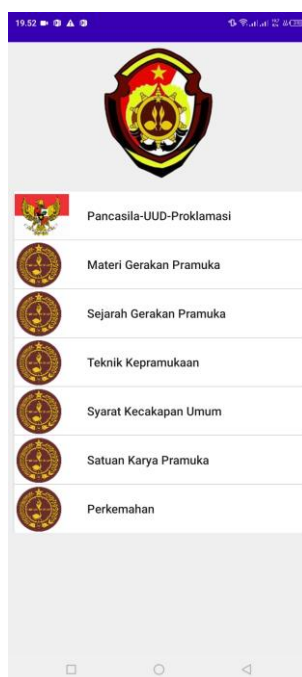 19.52
Pancasila-UUD-Proklamasi
Materi Gerakan Pramuka
Sejarah Gerakan Pramuka
Teknik Kepramukaan
Syarat Kecakapan Umum
Satuan Karya Pramuka
Perkemahan